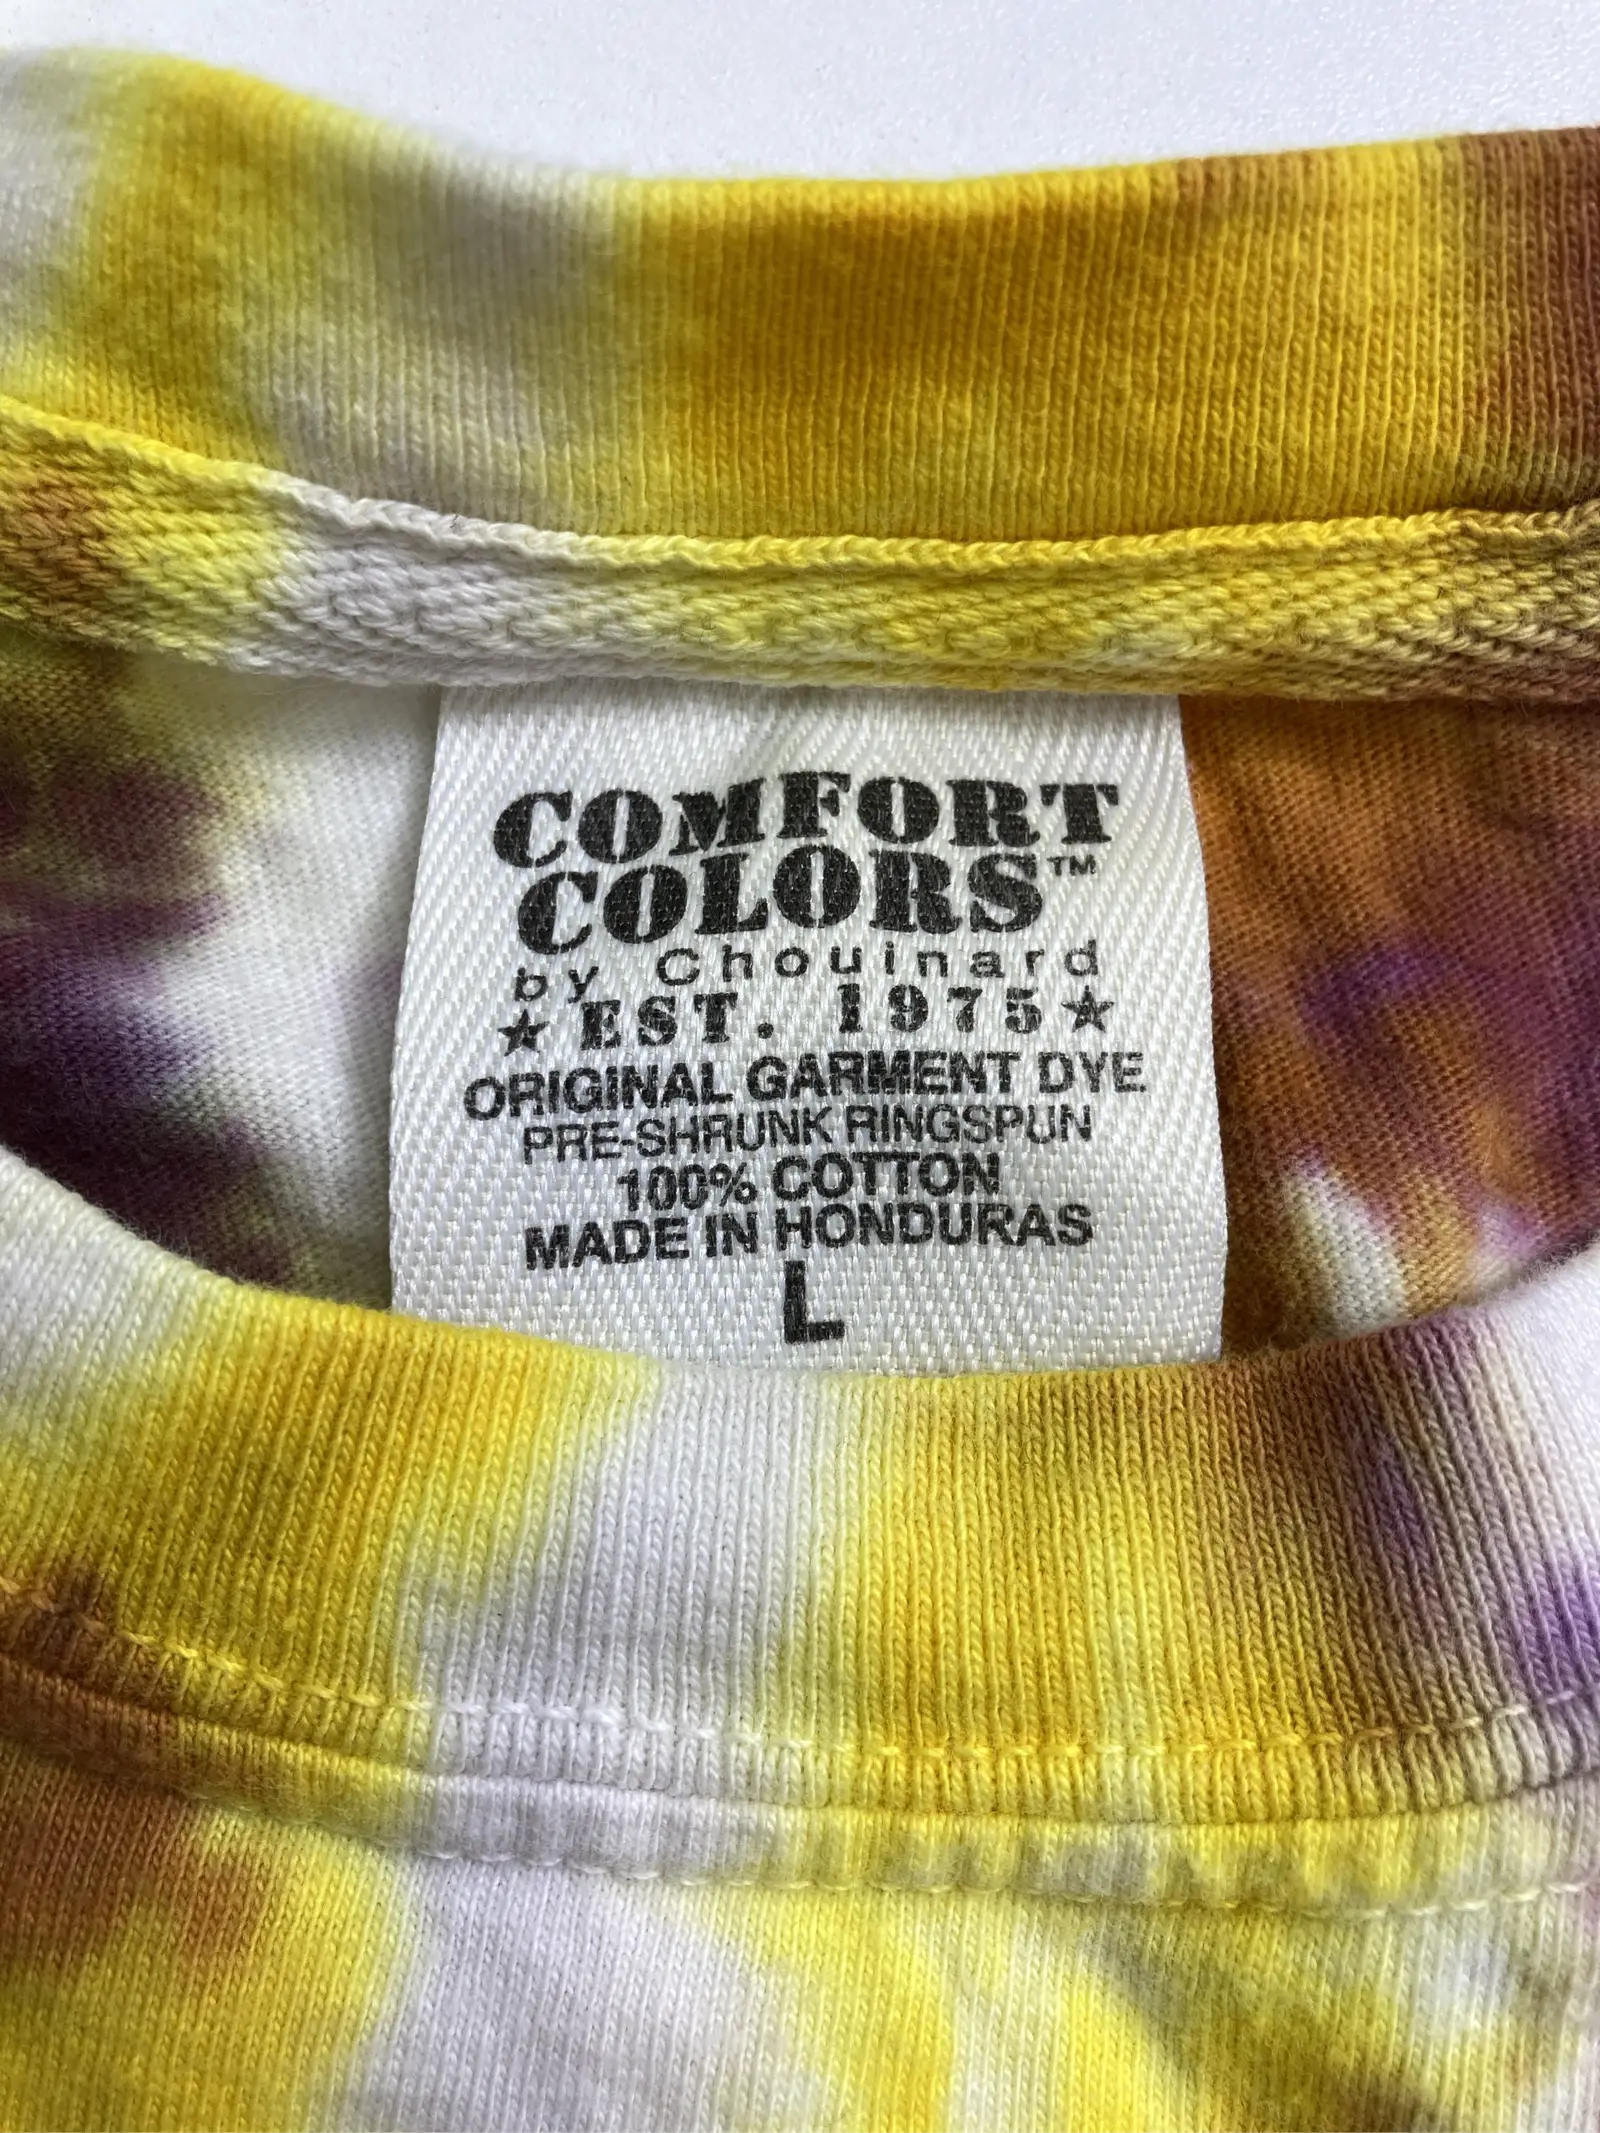 COMFORT
COLORS™
by Chouinard
★ EST. 1975 ★
ORIGINAL GARMENT DYE
PRE-SHRUNK RINGSPUN
100% COTTON
MADE IN HONDURAS
L